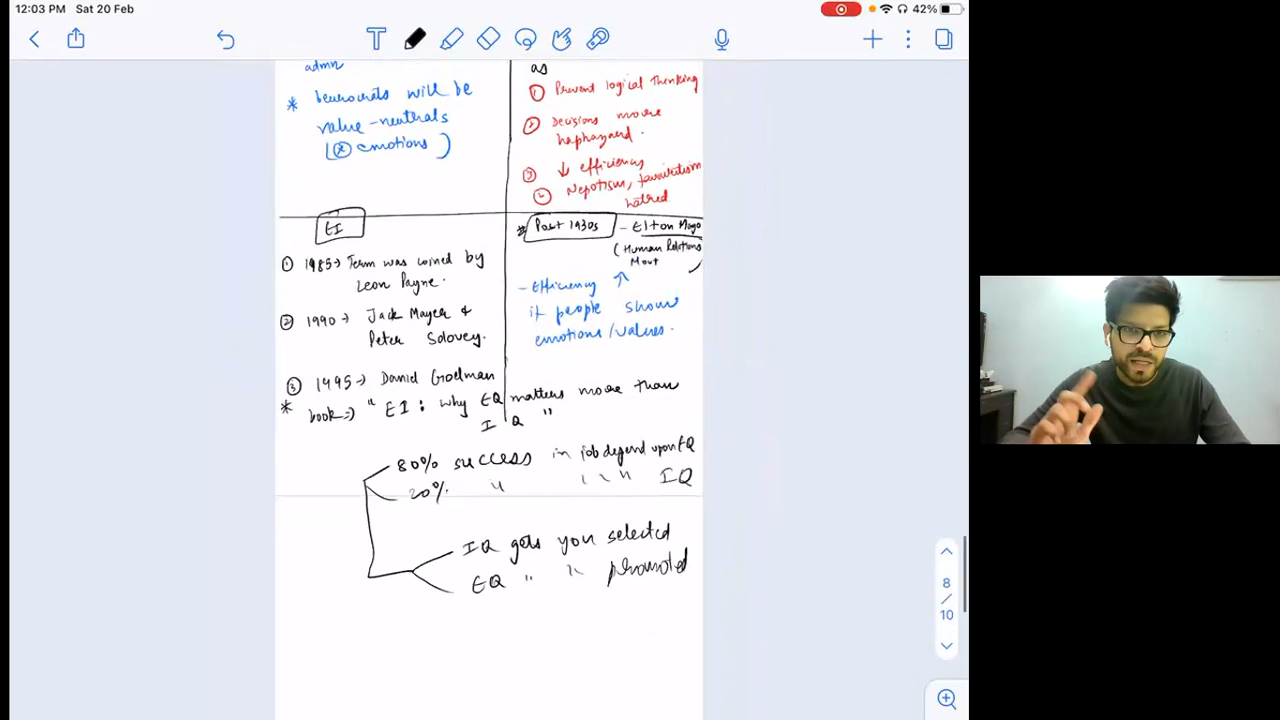 12:03 PM Sat 20 Feb
42%
admn
* beurocrats will be
value-neutrals
(x emotions)
as
1 Prevent logical thinking
2 Decisions more
haphazard.
3 ↓ efficiency
Nepotism, favouritism
hatred
EI
1 1985 → Term was coined by
Leon Payne.
2 1990 → Jack Mayer &
Peter Solovey.
3 1995 → Daniel Goelman
* book → "EI: why EQ matters more than
IQ"
* Post 1930s - Elton Mayo
(Human Relations
Movt)
- Efficiency ↑
if people show
emotions/values.
80% success in job depend upon EQ
20% " " " " IQ
IQ gets you selected
EQ " " promoted
8
/
10